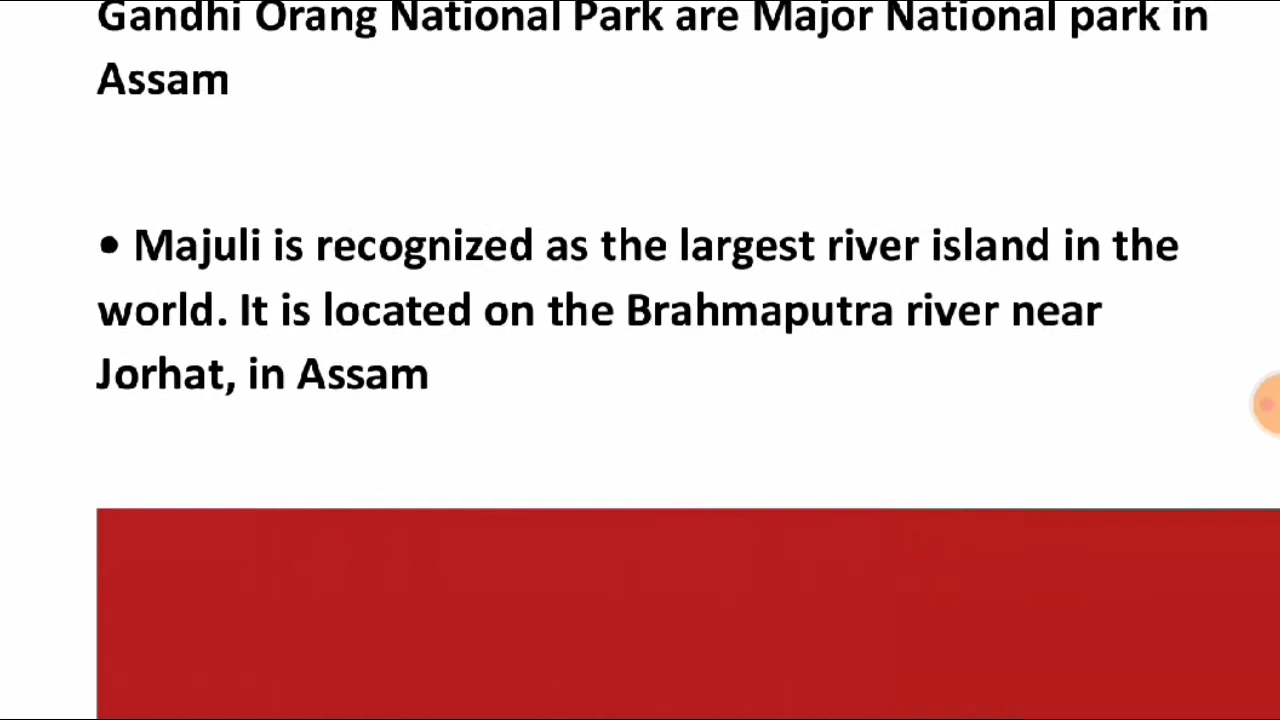 Gandhi Orang National Park are Major National park in
Assam
• Majuli is recognized as the largest river island in the
world. It is located on the Brahmaputra river near
Jorhat, in Assam